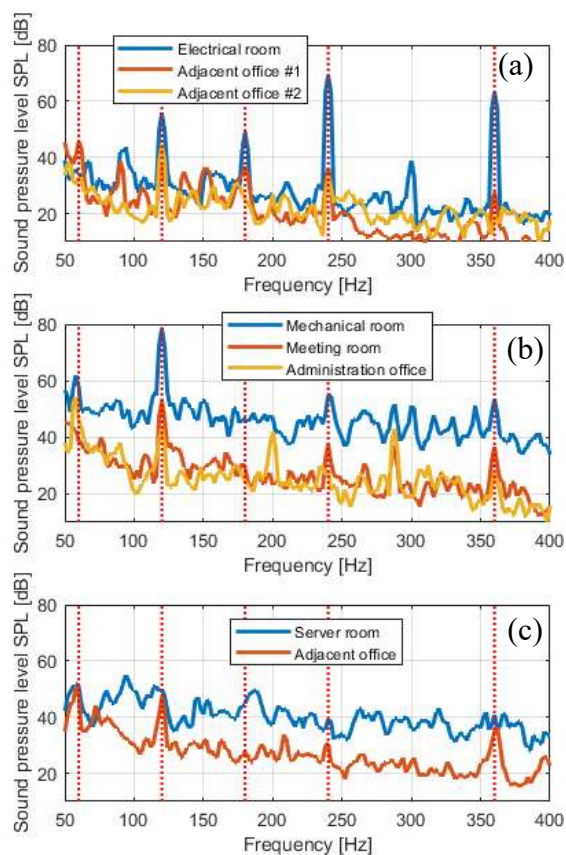 80
60
40
20
Sound pressure level SPL [dB]
Electrical room
Adjacent office #1
Adjacent office #2
(a)
50 100 150 200 250 300 350 400
Frequency [Hz]
80
60
40
20
Sound pressure level SPL [dB]
Mechanical room
Meeting room
Administration office
(b)
50 100 150 200 250 300 350 400
Frequency [Hz]
80
60
40
20
Sound pressure level SPL [dB]
Server room
Adjacent office
(c)
50 100 150 200 250 300 350 400
Frequency [Hz]